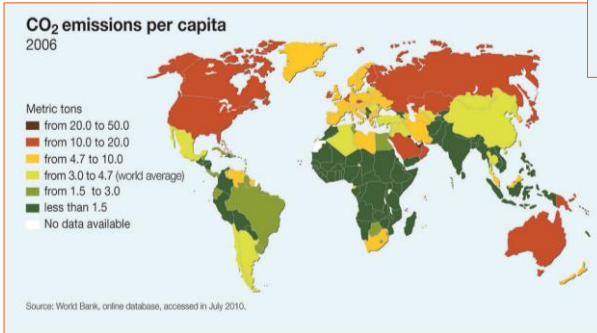 CO₂ emissions per capita
2006
Metric tons
from 20.0 to 50.0
from 10.0 to 20.0
from 4.7 to 10.0
from 3.0 to 4.7 (world average)
from 1.5 to 3.0
less than 1.5
No data available
Source: World Bank, online database, accessed in July 2010.